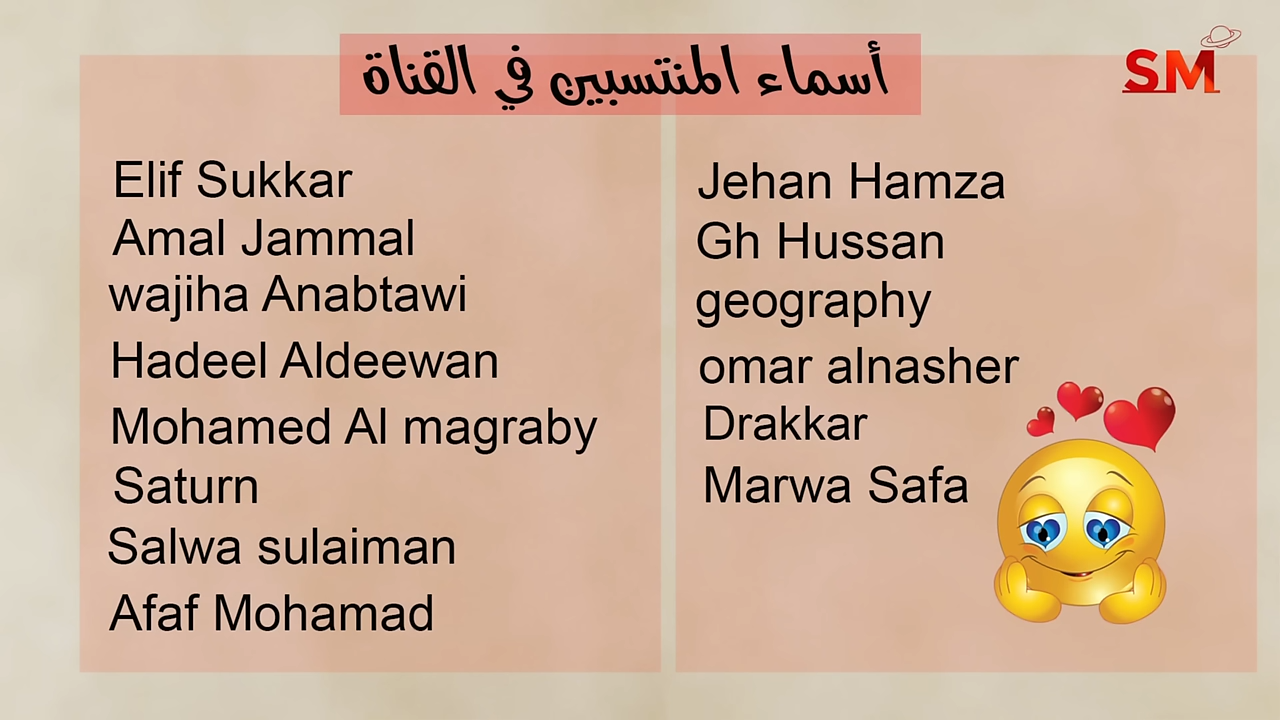 أسماء المنتسبين في القناة
SM
Elif Sukkar
Amal Jammal
wajiha Anabtawi
Hadeel Aldeewan
Mohamed Al magraby
Saturn
Salwa sulaiman
Afaf Mohamad
Jehan Hamza
Gh Hussan
geography
omar alnasher
Drakkar
Marwa Safa